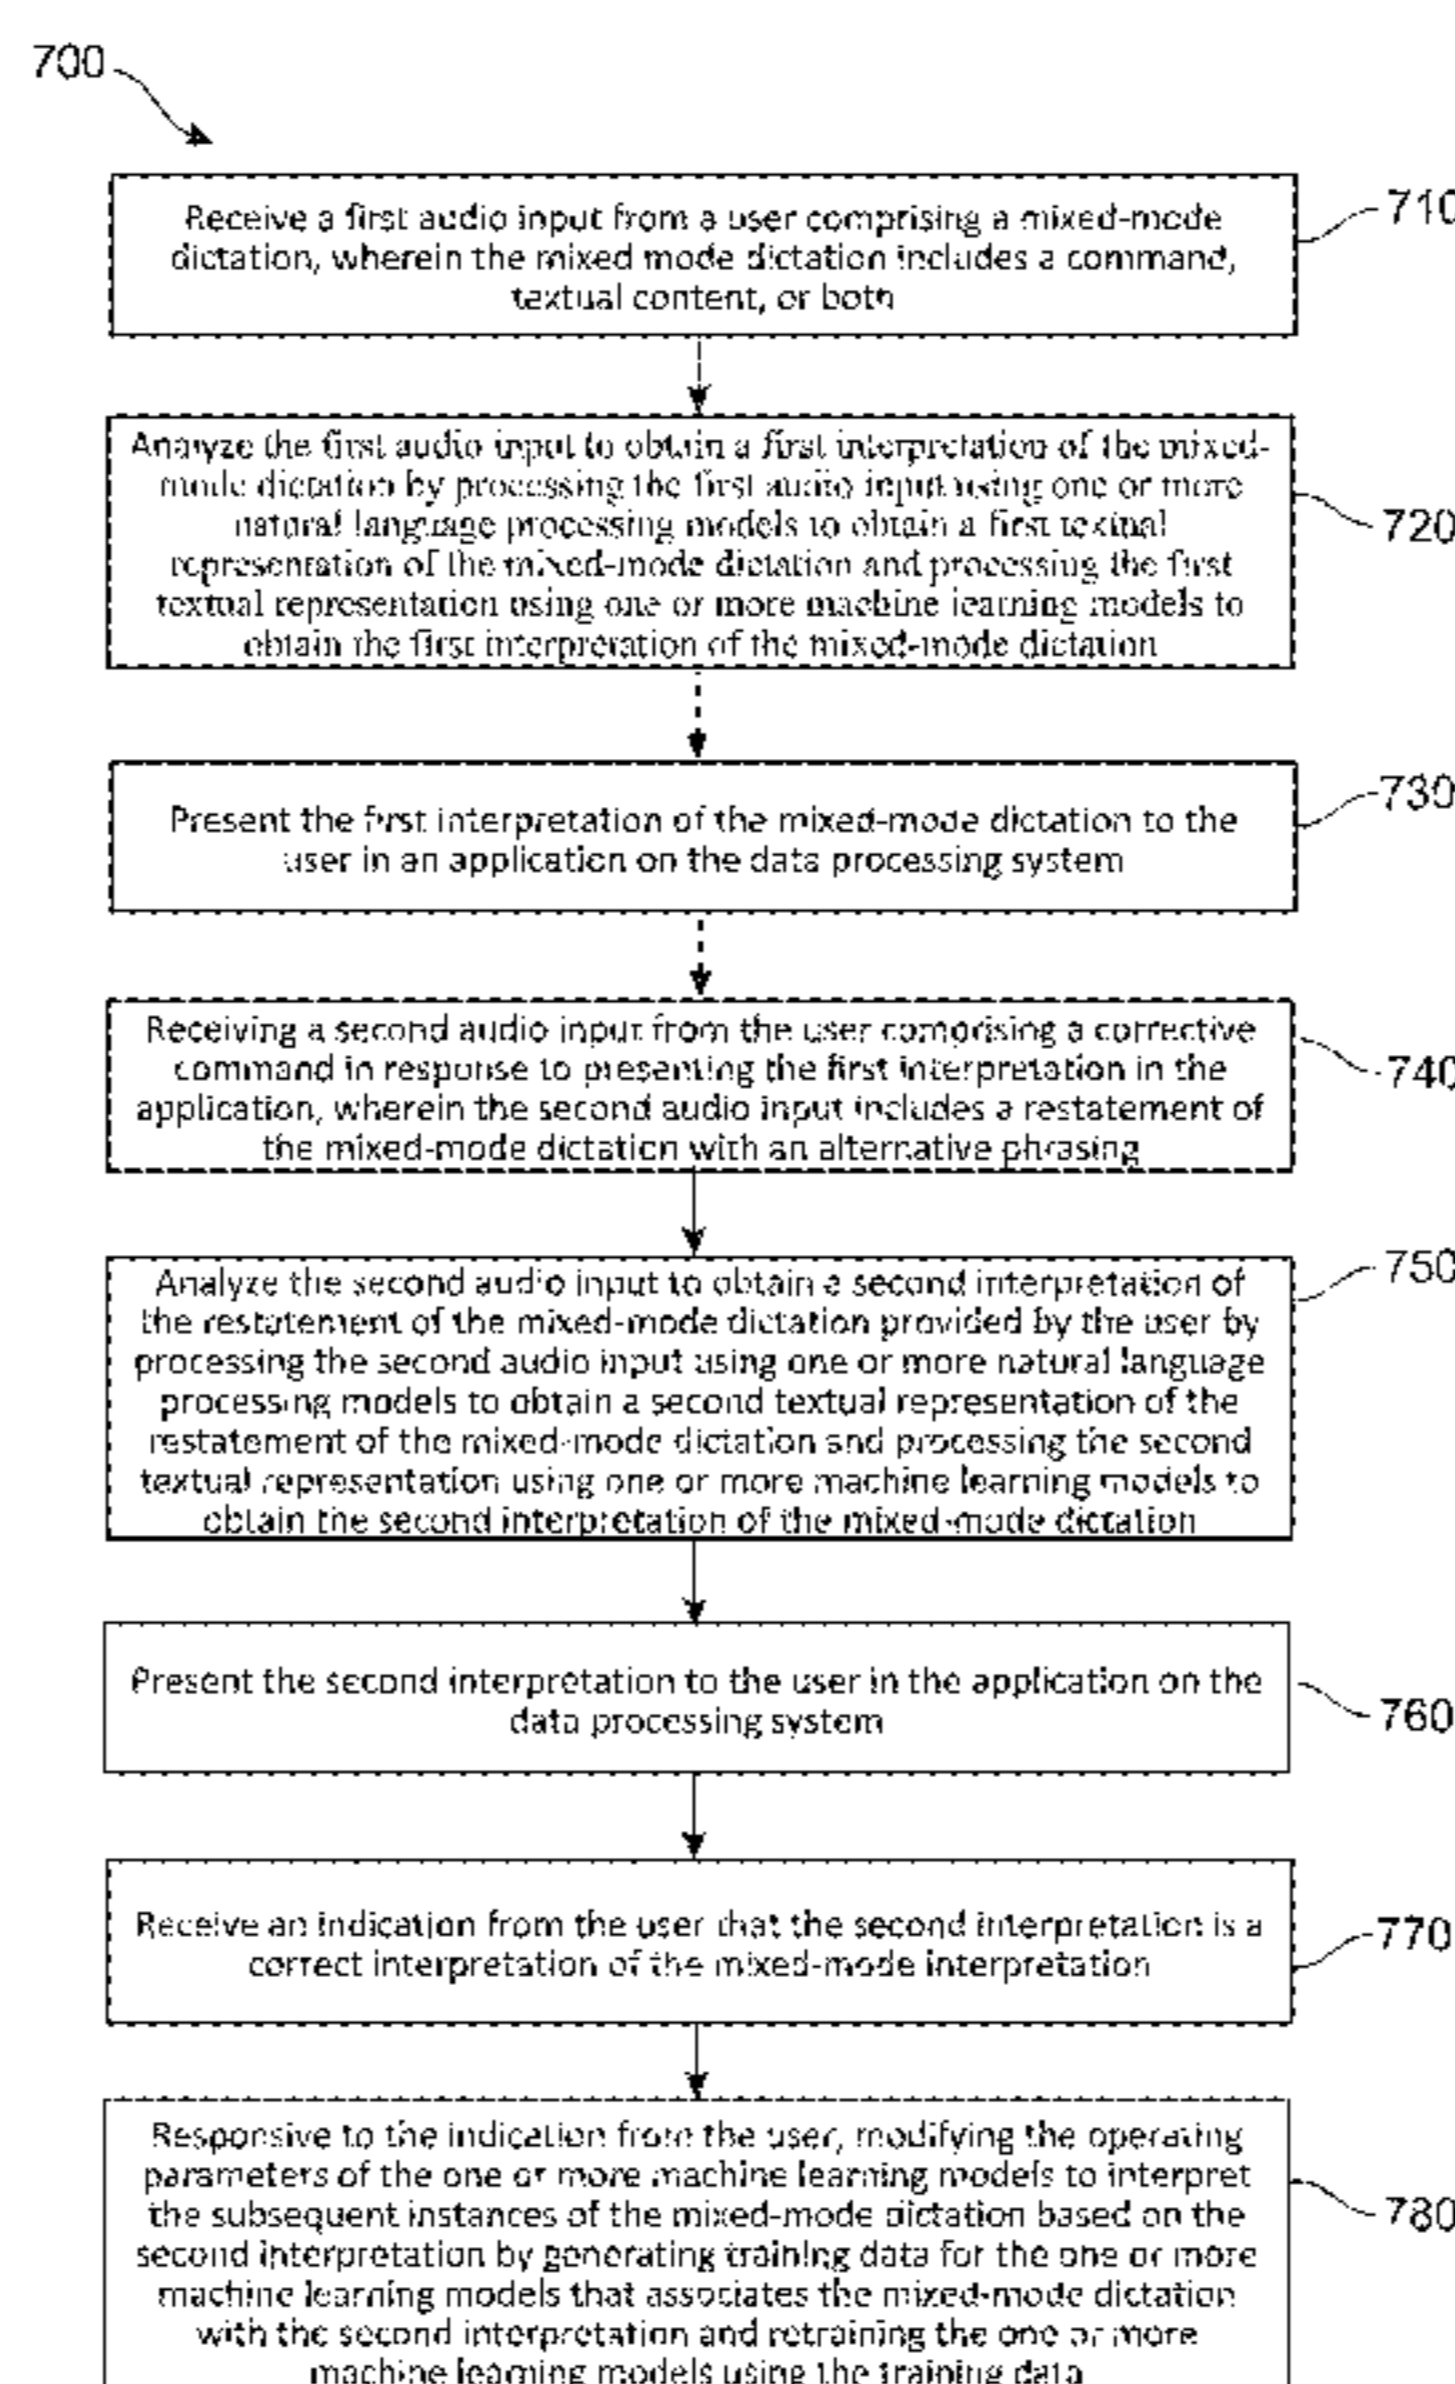 700
Receive a first audio input from a user comprising a mixed-mode
dictation, wherein the mixed mode dictation includes a command,
textual content, or both
710
Analyze the first audio input to obtain a first interpretation of the mixed-
mode dictation by processing the first audio input using one or more
natural language processing models to obtain a first textual
representation of the mixed-mode dictation and processing the first
textual representation using one or more machine learning models to
obtain the first interpretation of the mixed-mode dictation
720
Present the first interpretation of the mixed-mode dictation to the
user in an application on the data processing system
730
Receiving a second audio input from the user comprising a corrective
command in response to presenting the first interpretation in the
application, wherein the second audio input includes a restatement of
the mixed-mode dictation with an alternative phrasing
740
Analyze the second audio input to obtain a second interpretation of
the restatement of the mixed-mode dictation provided by the user by
processing the second audio input using one or more natural language
processing models to obtain a second textual representation of the
restatement of the mixed-mode dictation and processing the second
textual representation using one or more machine learning models to
obtain the second interpretation of the mixed-mode dictation
750
Present the second interpretation to the user in the application on the
data processing system
760
Receive an indication from the user that the second interpretation is a
correct interpretation of the mixed-mode interpretation
770
Responsive to the indication from the user, modifying the operating
parameters of the one or more machine learning models to interpret
the subsequent instances of the mixed-mode dictation based on the
second interpretation by generating training data for the one or more
machine learning models that associates the mixed-mode dictation
with the second interpretation and retraining the one or more
machine learning models using the training data
780